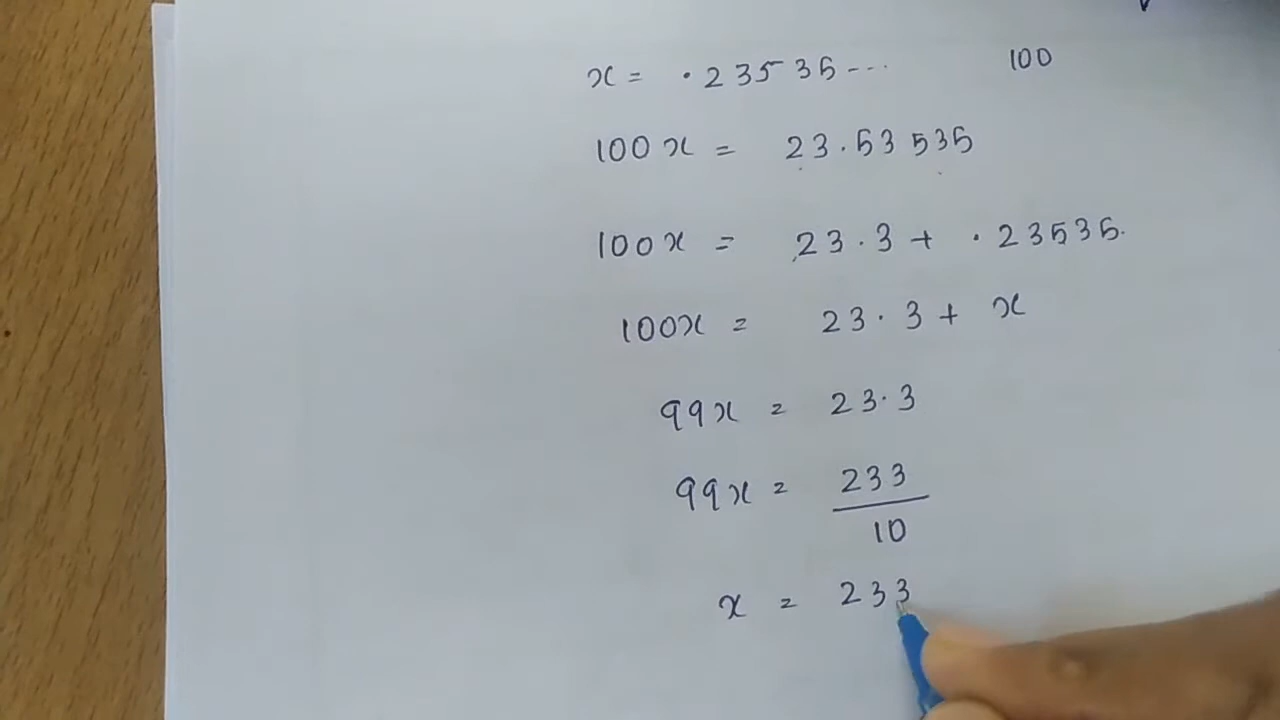 x = .23535--- 100
100x = 23.53535
100x = 23.3 + .23535.
100x = 23.3 + x
99x = 23.3
99x = 233
10
x = 233